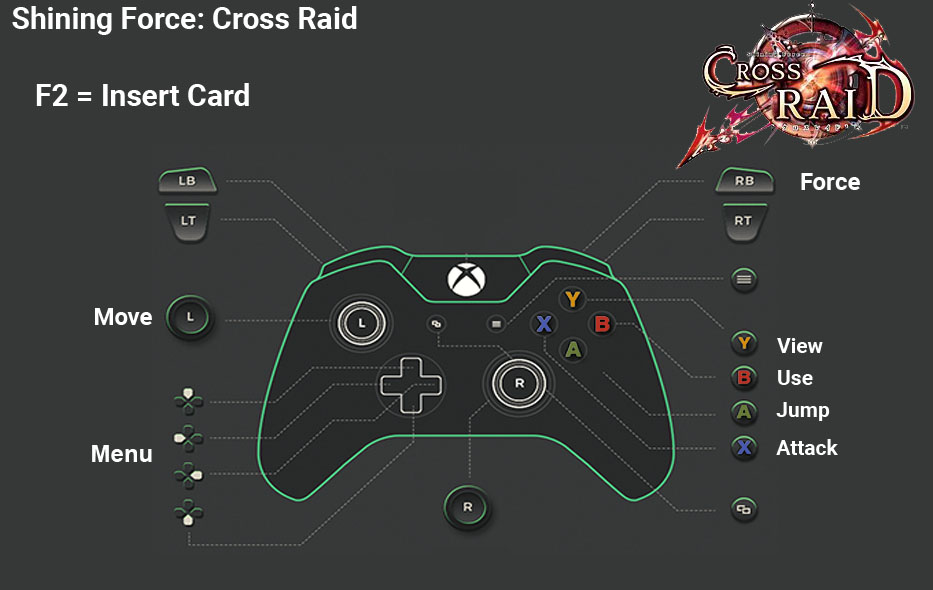 Shining Force: Cross Raid
F2 = Insert Card
CROSS
RAID
LB
RB
Force
LT
RT
Y
L
Move
L
X
B
Y
View
A
B
Use
R
A
Jump
Menu
X
Attack
R